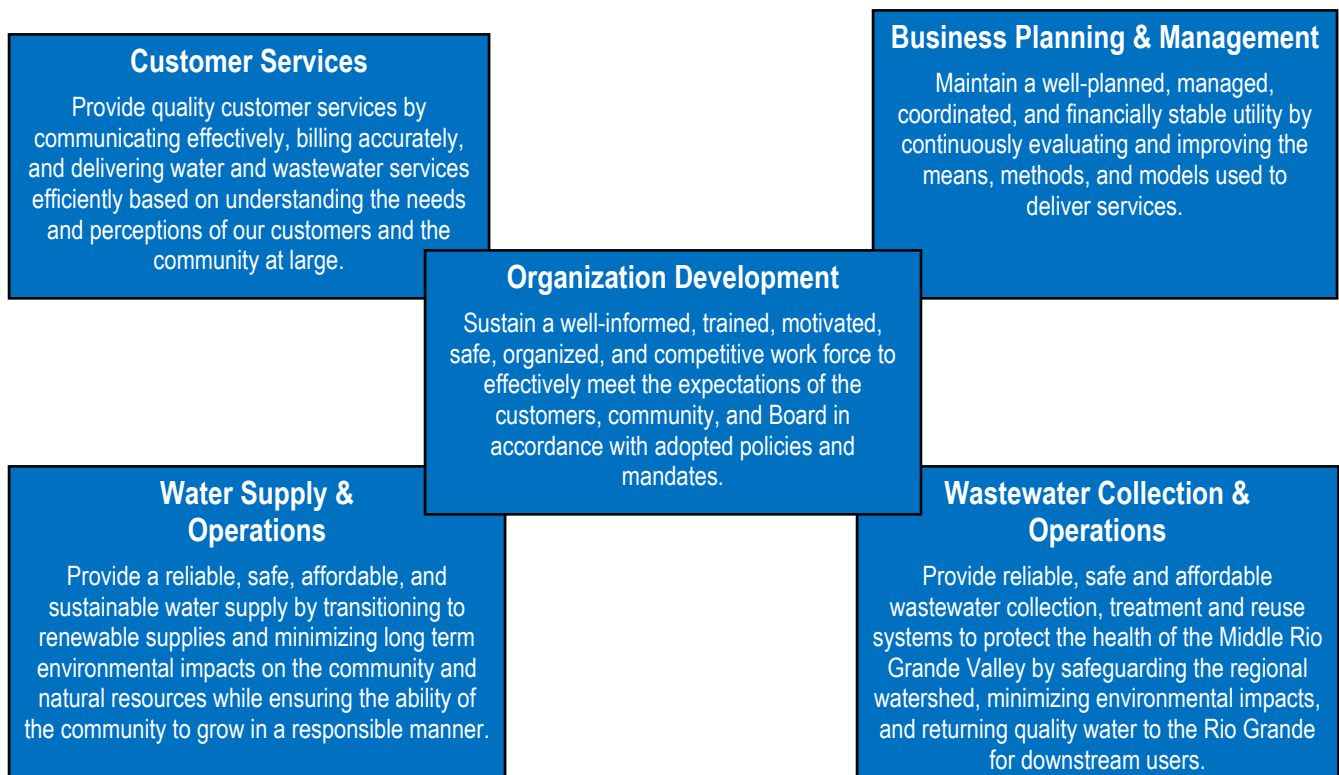 Customer Services
Provide quality customer services by
communicating effectively, billing accurately,
and delivering water and wastewater services
efficiently based on understanding the needs
and perceptions of our customers and the
community at large.
Business Planning & Management
Maintain a well-planned, managed,
coordinated, and financially stable utility by
continuously evaluating and improving the
means, methods, and models used to
deliver services.
Organization Development
Sustain a well-informed, trained, motivated,
safe, organized, and competitive work force to
effectively meet the expectations of the
customers, community, and Board in
accordance with adopted policies and
mandates.
Water Supply &
Operations
Provide a reliable, safe, affordable, and
sustainable water supply by transitioning to
renewable supplies and minimizing long term
environmental impacts on the community and
natural resources while ensuring the ability of
the community to grow in a responsible manner.
Wastewater Collection &
Operations
Provide reliable, safe and affordable
wastewater collection, treatment and reuse
systems to protect the health of the Middle Rio
Grande Valley by safeguarding the regional
watershed, minimizing environmental impacts,
and returning quality water to the Rio Grande
for downstream users.